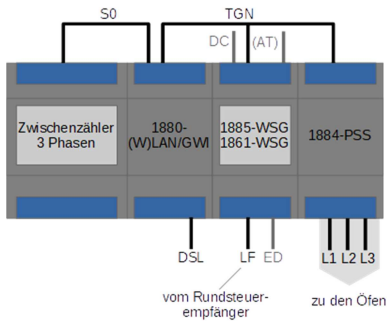 S0
TGN
DC
(AT)
Zwischenzähler
3 Phasen
1880-
(W)LAN/GWI
1885-WSG
1861-WSG
1884-PSS
DSL
LF
ED
L1
L2
L3
vom Rundsteuer-
empfänger
zu den Öfen